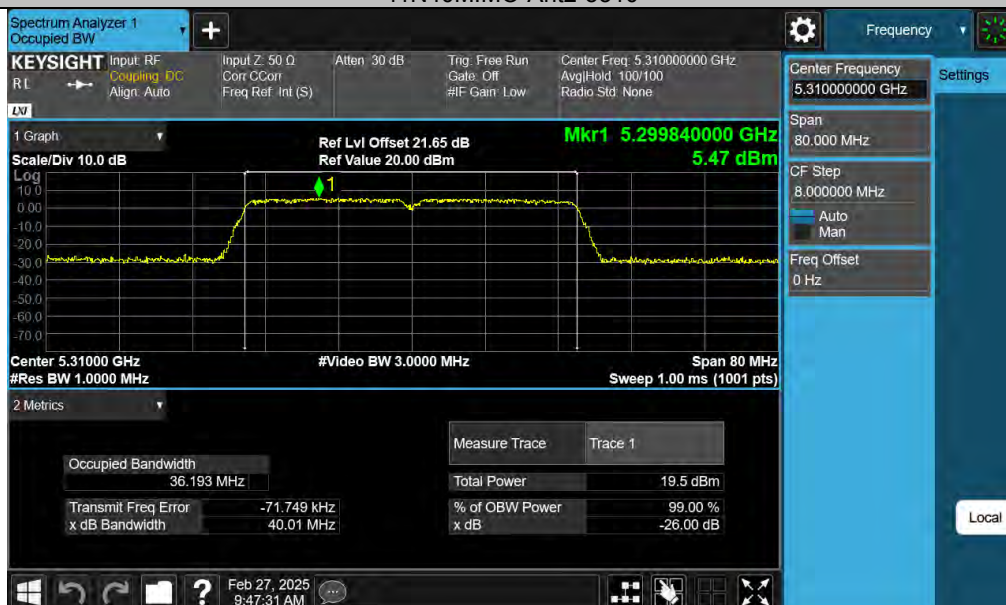 Spectrum Analyzer 1
Occupied BW
Frequency
KEYSIGHT
Input: RF
Input Z: 50 Ω
Atten: 30 dB
Trig: Free Run
Center Freq: 5.310000000 GHz
RL
Coupling: DC
Corr CCorr
Gate: Off
Avg|Hold: 100/100
Align: Auto
Freq Ref: Int (S)
#IF Gain: Low
Radio Std: None
LXI
Center Frequency
5.310000000 GHz
Settings
1 Graph
Ref Lvl Offset 21.65 dB
Mkr1 5.299840000 GHz
Scale/Div 10.0 dB
Ref Value 20.00 dBm
5.47 dBm
Span
80.000 MHz
CF Step
8.000000 MHz
Auto
Man
Freq Offset
0 Hz
Log
1
10.0
0.00
-10.0
-20.0
-30.0
-40.0
-50.0
-60.0
-70.0
Center 5.31000 GHz
#Video BW 3.0000 MHz
Span 80 MHz
#Res BW 1.0000 MHz
Sweep 1.00 ms (1001 pts)
2 Metrics
Measure Trace
Trace 1
Occupied Bandwidth
36.193 MHz
Total Power
19.5 dBm
Transmit Freq Error
-71.749 kHz
% of OBW Power
99.00 %
x dB Bandwidth
40.01 MHz
x dB
-26.00 dB
Local
?
Feb 27, 2025
9:47:31 AM